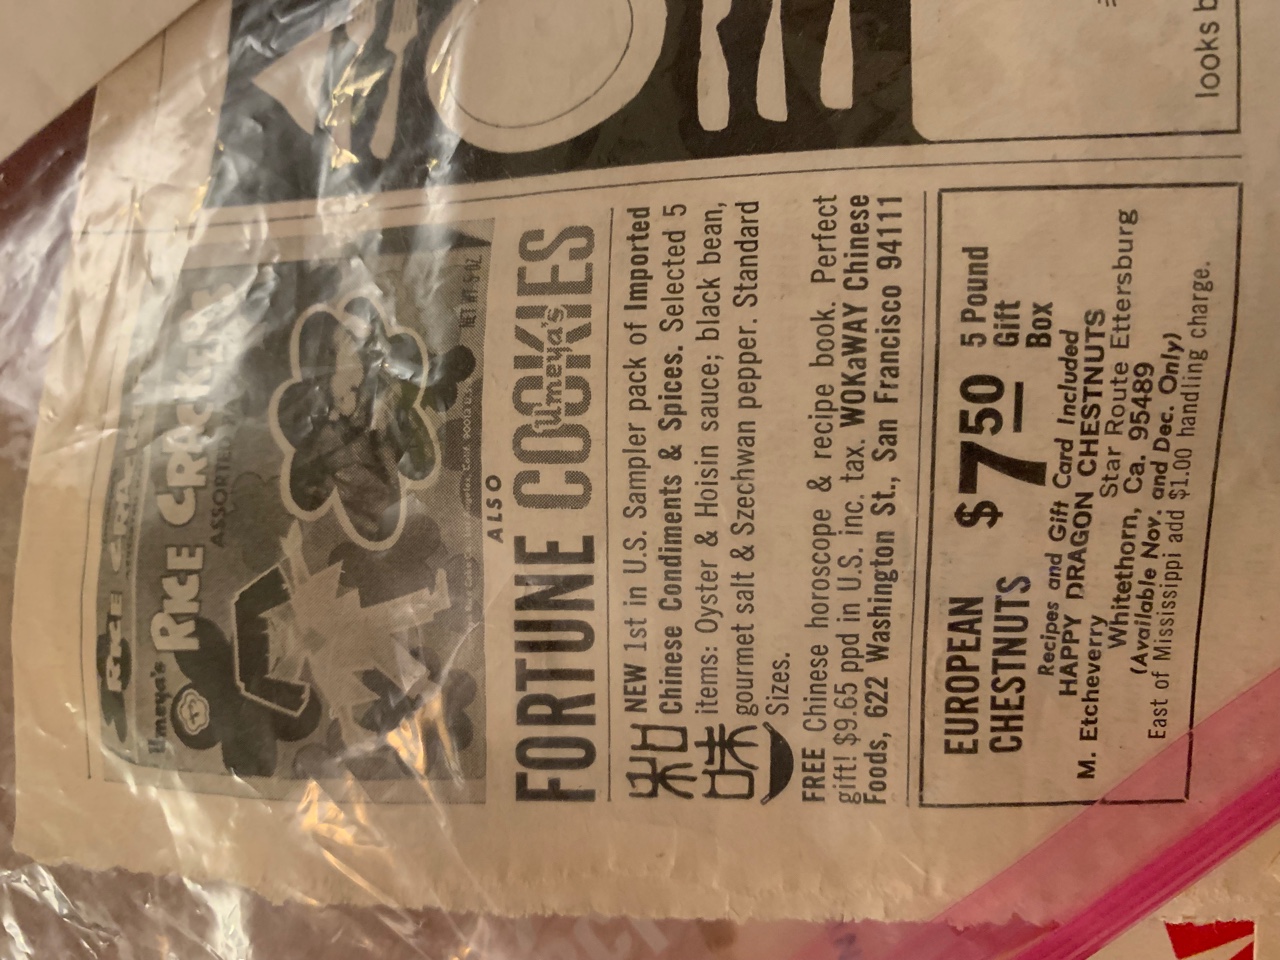 RICE CRACKERS
umeya's
RICE CRACKERS
ASSORTED
NET WT. 5 OZ.
ALSO
FORTUNE COOKIES
umeya's
NEW 1st in U.S. Sampler pack of Imported
Chinese Condiments & Spices. Selected 5
items: Oyster & Hoisin sauce; black bean,
gourmet salt & Szechwan pepper. Standard
Sizes.
FREE Chinese horoscope & recipe book. Perfect
gift! $9.65 ppd in U.S. inc. tax. WOKaWAY Chinese
Foods, 622 Washington St., San Francisco 94111
EUROPEAN
CHESTNUTS
$7.50
5 Pound
Gift
Box
Recipes and Gift Card Included
HAPPY DRAGON CHESTNUTS
M. Etcheverry Star Route Ettersburg
Whitethorn, Ca. 95489
(Available Nov. and Dec. Only)
East of Mississippi add $1.00 handling charge.
looks b